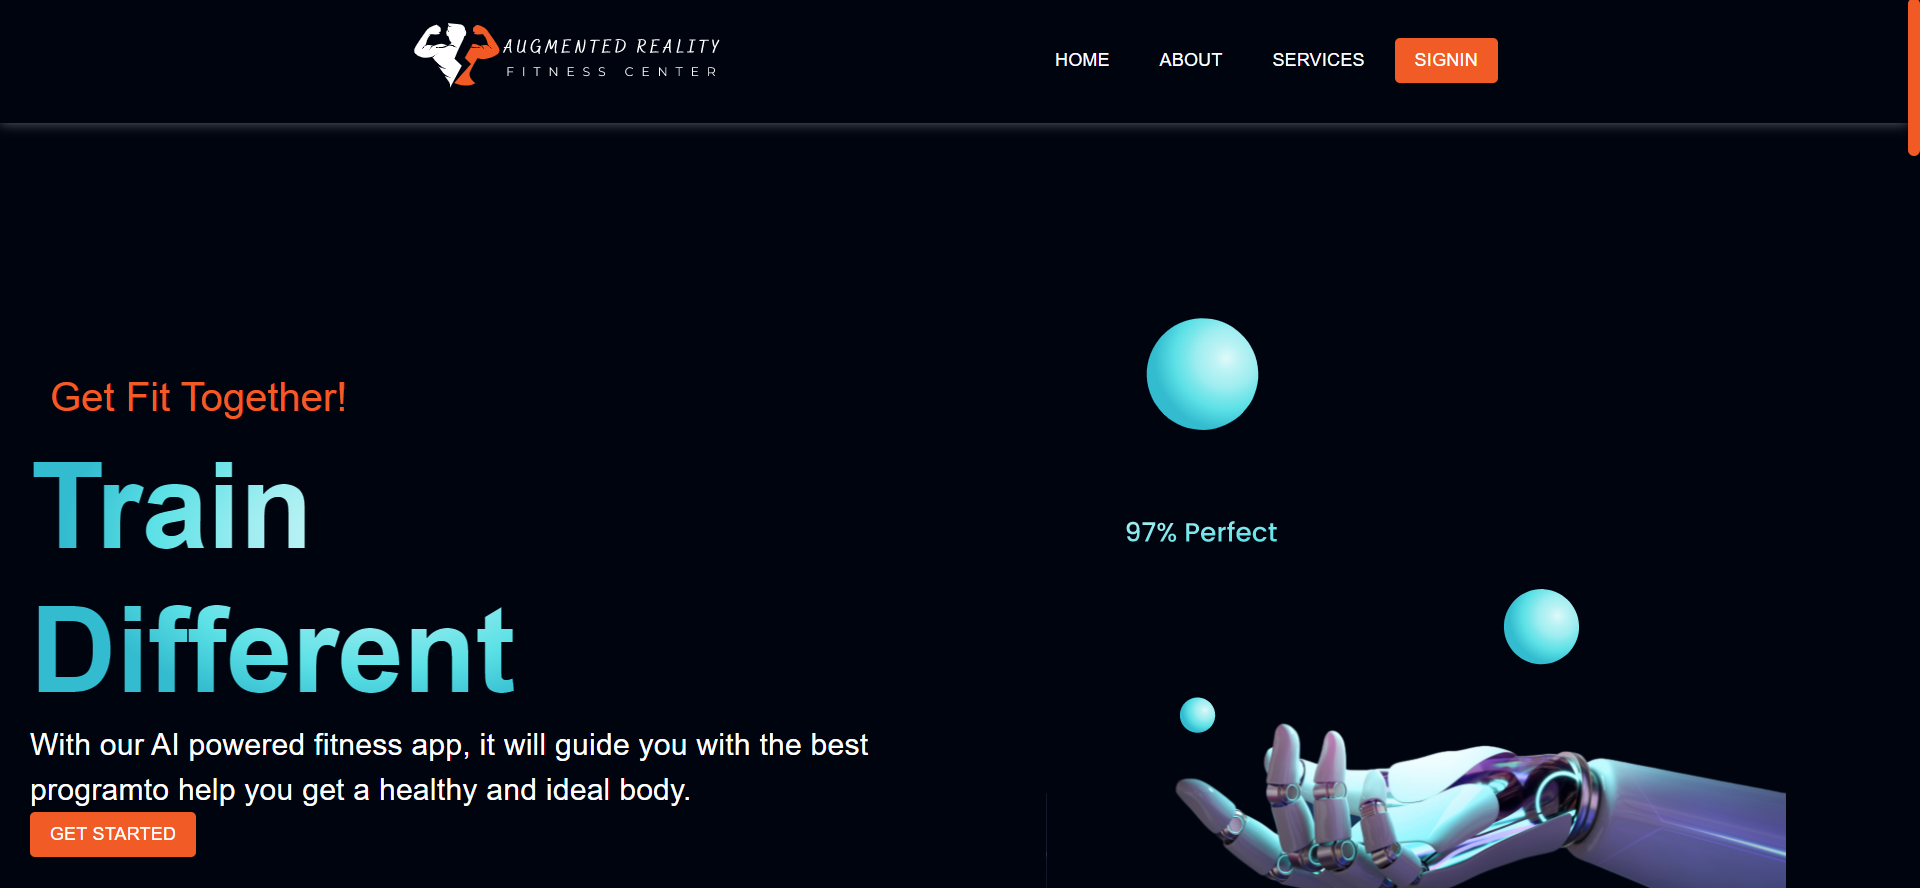 AUGMENTED REALITY
FITNESS CENTER
HOME ABOUT SERVICES SIGNIN
Get Fit Together!
Train
Different
97% Perfect
With our AI powered fitness app, it will guide you with the best
programto help you get a healthy and ideal body.
GET STARTED